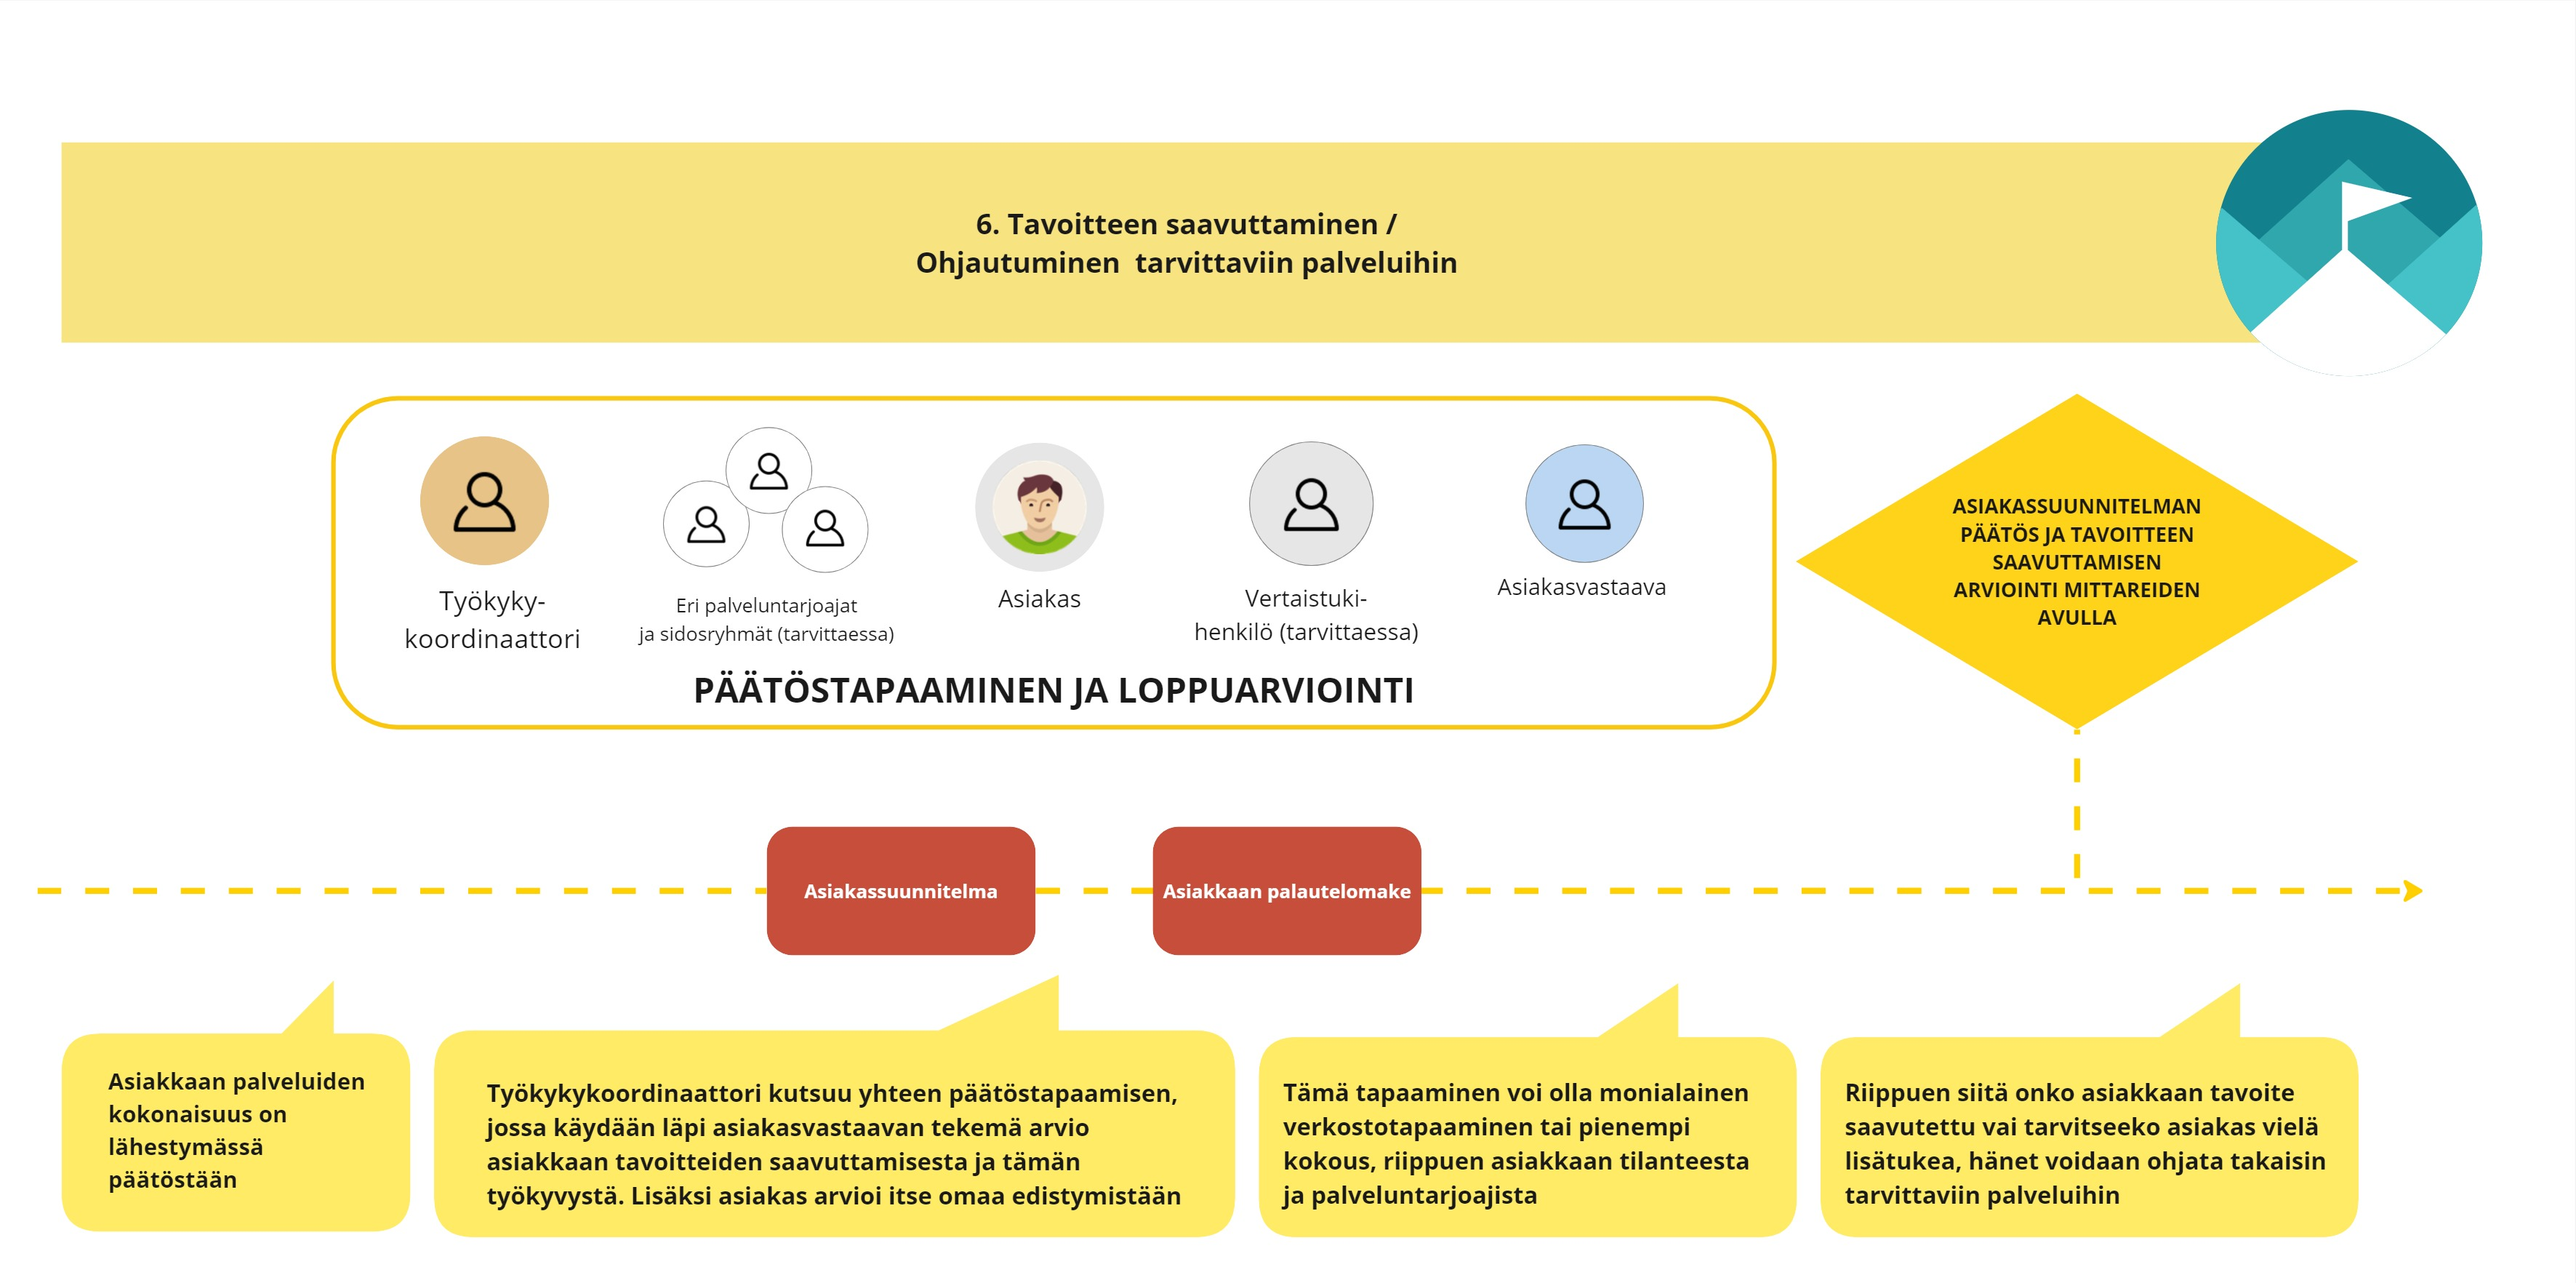 6. Tavoitteen saavuttaminen /
Ohjautuminen tarvittaviin palveluihin
Työkyky-
koordinaattori
Eri palveluntarjoajat
ja sidosryhmät (tarvittaessa)
Asiakas
Vertaistuki-
henkilö (tarvittaessa)
Asiakasvastaava
PÄÄTÖSTAPAAMINEN JA LOPPUARVIOINTI
ASIAKASSUUNNITELMAN
PÄÄTÖS JA TAVOITTEEN
SAAVUTTAMISEN
ARVIOINTI MITTAREIDEN
AVULLA
Asiakassuunnitelma
Asiakkaan palautelomake
Asiakkaan palveluiden
kokonaisuus on
lähestymässä
päätöstään
Työkykykoordinaattori kutsuu yhteen päätöstapaamisen,
jossa käydään läpi asiakasvastaavan tekemä arvio
asiakkaan tavoitteiden saavuttamisesta ja tämän
työkyvystä. Lisäksi asiakas arvioi itse omaa edistymistään
Tämä tapaaminen voi olla monialainen
verkostotapaaminen tai pienempi
kokous, riippuen asiakkaan tilanteesta
ja palveluntarjoajista
Riippuen siitä onko asiakkaan tavoite
saavutettu vai tarvitseeko asiakas vielä
lisätukea, hänet voidaan ohjata takaisin
tarvittaviin palveluihin